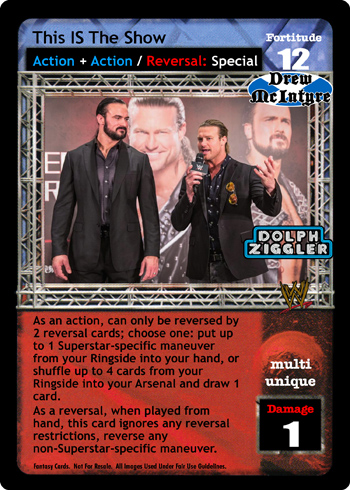 This IS The Show
Fortitude
12
Action + Action / Reversal: Special
Drew
McIntyre
DOLPH
ZIGGLER
As an action, can only be reversed by
2 reversal cards; choose one: put up
to 1 Superstar-specific maneuver
from your Ringside into your hand, or
shuffle up to 4 cards from your
Ringside into your Arsenal and draw 1
card.
As a reversal, when played from
hand, this card ignores any reversal
restrictions, reverse any
non-Superstar-specific maneuver.
multi
unique
Damage
1
Fantasy Cards. Not For Resale. All Images Used Under Fair Use Guidelines.